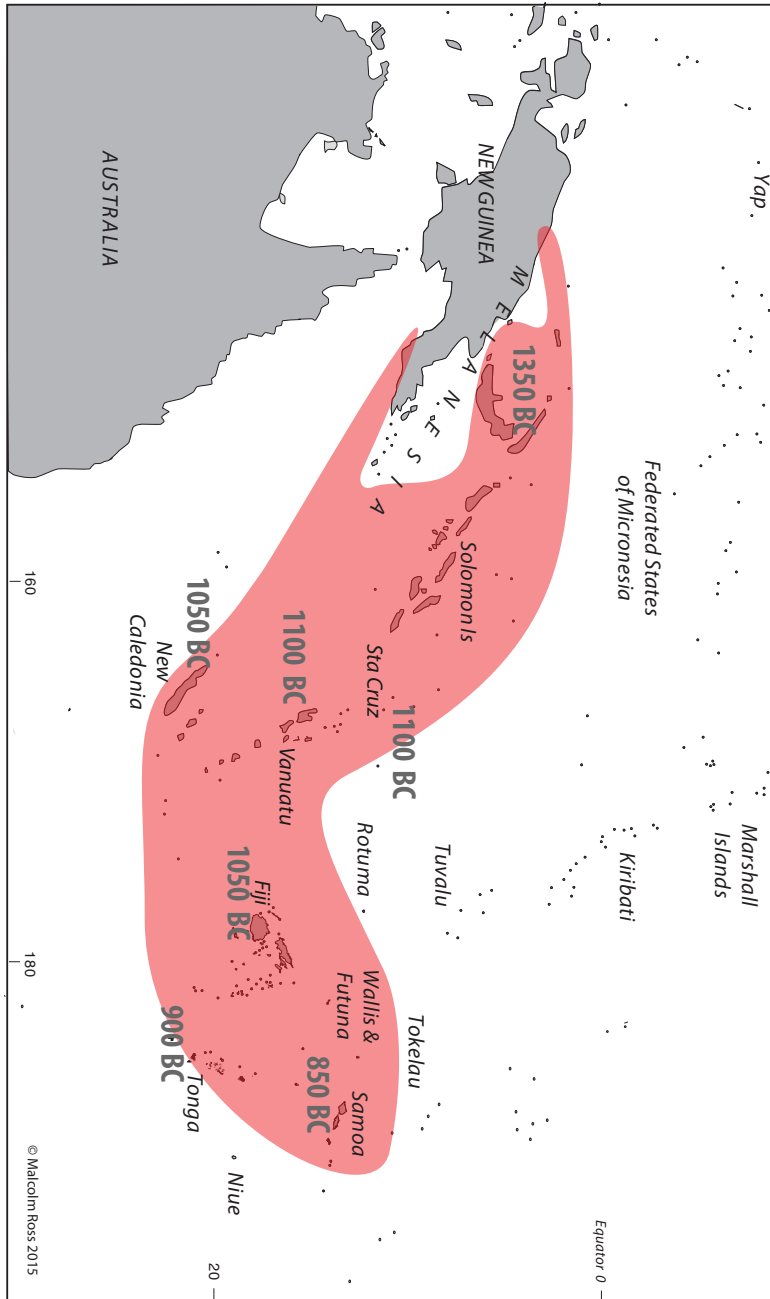 Yap
Federated States
of Micronesia
Marshall
Islands
Kiribati
Equator 0
NEW GUINEA
MELANESIA
1350 BC
Solomon Is
Sta Cruz
1100 BC
Tuvalu
Rotuma
Tokelau
Wallis &
Futuna
Samoa
850 BC
AUSTRALIA
1100 BC
Vanuatu
1050 BC
New
Caledonia
Fiji
1050 BC
900 BC
Tonga
Niue
20
160
180
© Malcolm Ross 2015